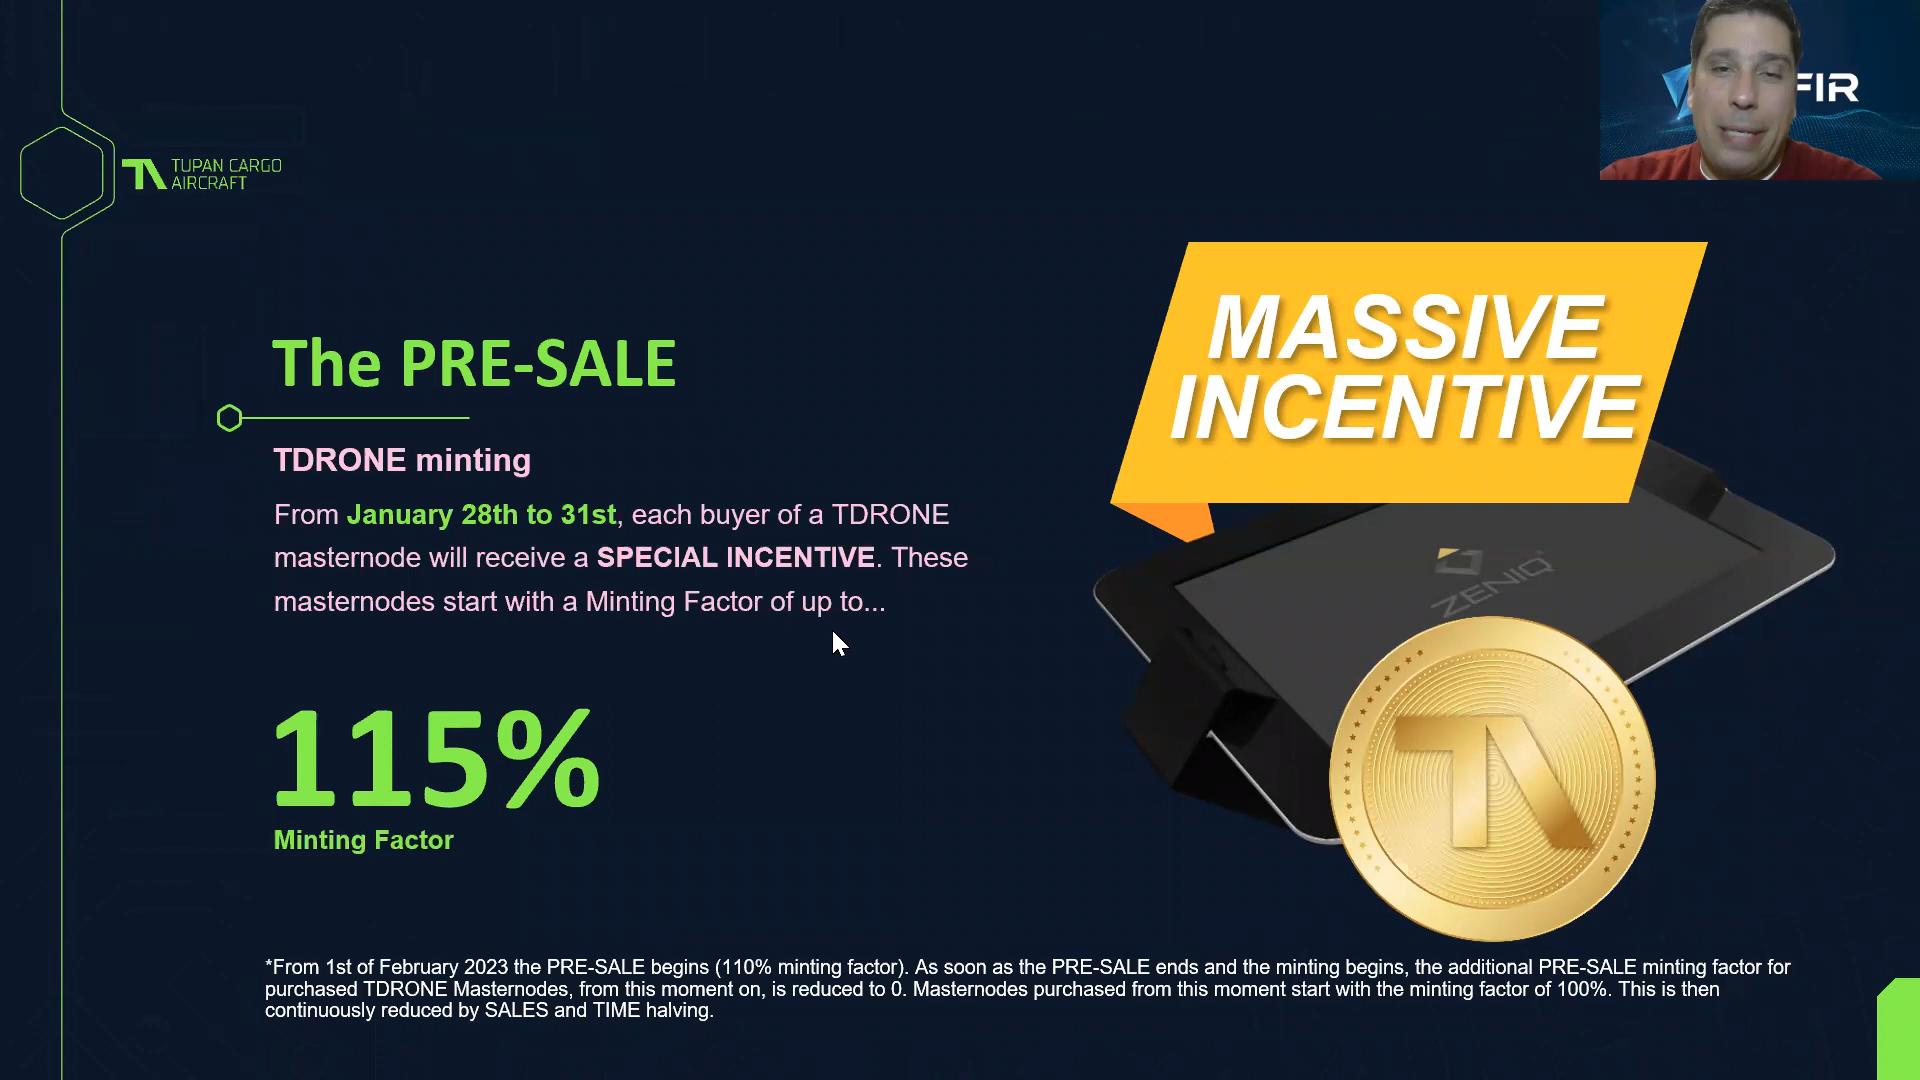 FIR
TUPAN CARGO
AIRCRAFT
MASSIVE
INCENTIVE
The PRE-SALE
TDRONE minting
From January 28th to 31st, each buyer of a TDRONE
masternode will receive a SPECIAL INCENTIVE. These
masternodes start with a Minting Factor of up to...
ZENIQ
115%
Minting Factor
*From 1st of February 2023 the PRE-SALE begins (110% minting factor). As soon as the PRE-SALE ends and the minting begins, the additional PRE-SALE minting factor for
purchased TDRONE Masternodes, from this moment on, is reduced to 0. Masternodes purchased from this moment start with the minting factor of 100%. This is then
continuously reduced by SALES and TIME halving.